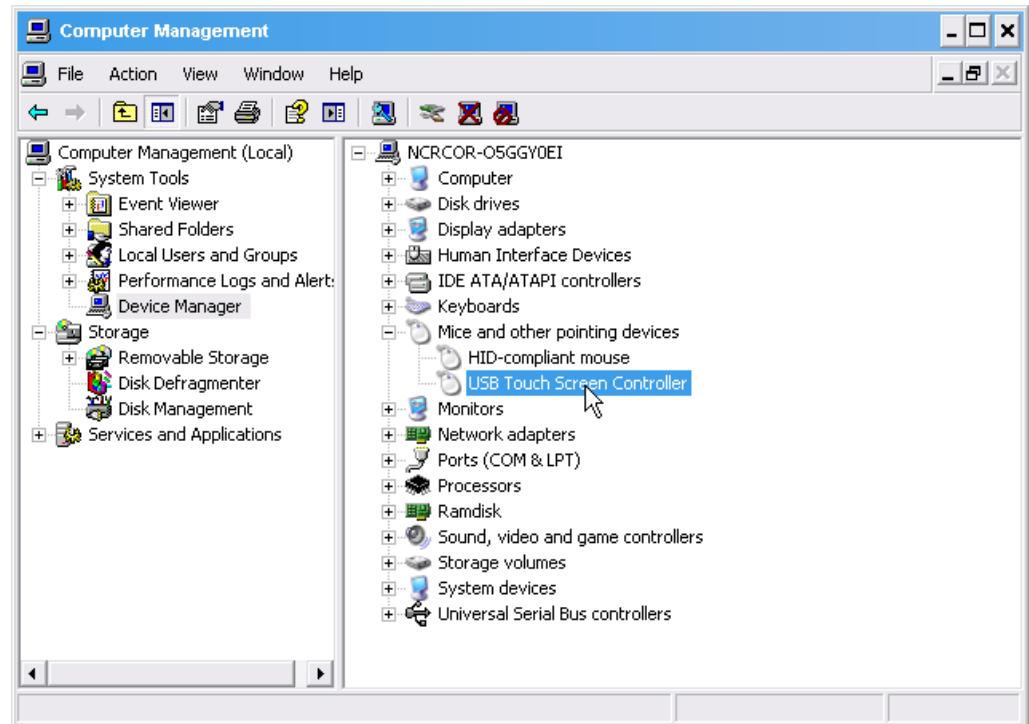 Computer Management
File Action View Window Help
Computer Management (Local)
System Tools
Event Viewer
Shared Folders
Local Users and Groups
Performance Logs and Alert
Device Manager
Storage
Removable Storage
Disk Defragmenter
Disk Management
Services and Applications
NCRCOR-O5GGY0EI
Computer
Disk drives
Display adapters
Human Interface Devices
IDE ATA/ATAPI controllers
Keyboards
Mice and other pointing devices
HID-compliant mouse
USB Touch Screen Controller
Monitors
Network adapters
Ports (COM & LPT)
Processors
Ramdisk
Sound, video and game controllers
Storage volumes
System devices
Universal Serial Bus controllers